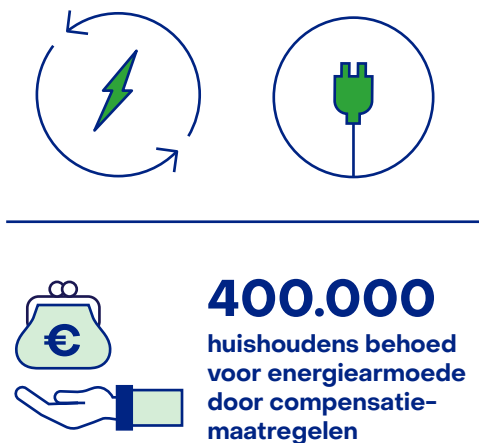 €
400.000
huishoudens behoed
voor energiearmoede
door compensatie-
maatregelen